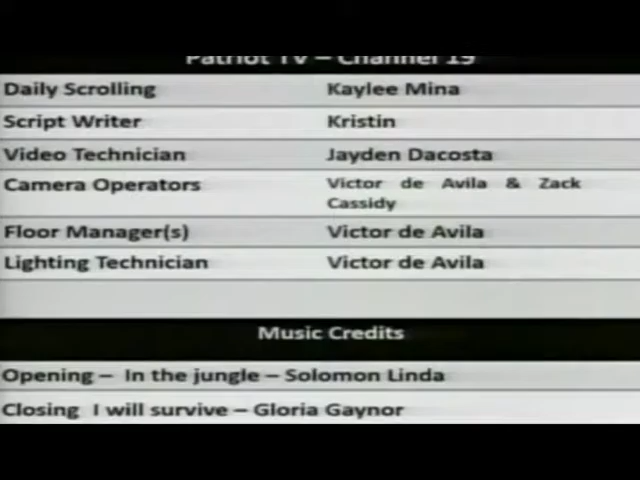 Patriot TV – Channel 19
Daily Scrolling Kaylee Mina
Script Writer Kristin
Video Technician Jayden Dacosta
Camera Operators Victor de Avila & Zack
Cassidy
Floor Manager(s) Victor de Avila
Lighting Technician Victor de Avila
Music Credits
Opening – In the jungle – Solomon Linda
Closing I will survive – Gloria Gaynor